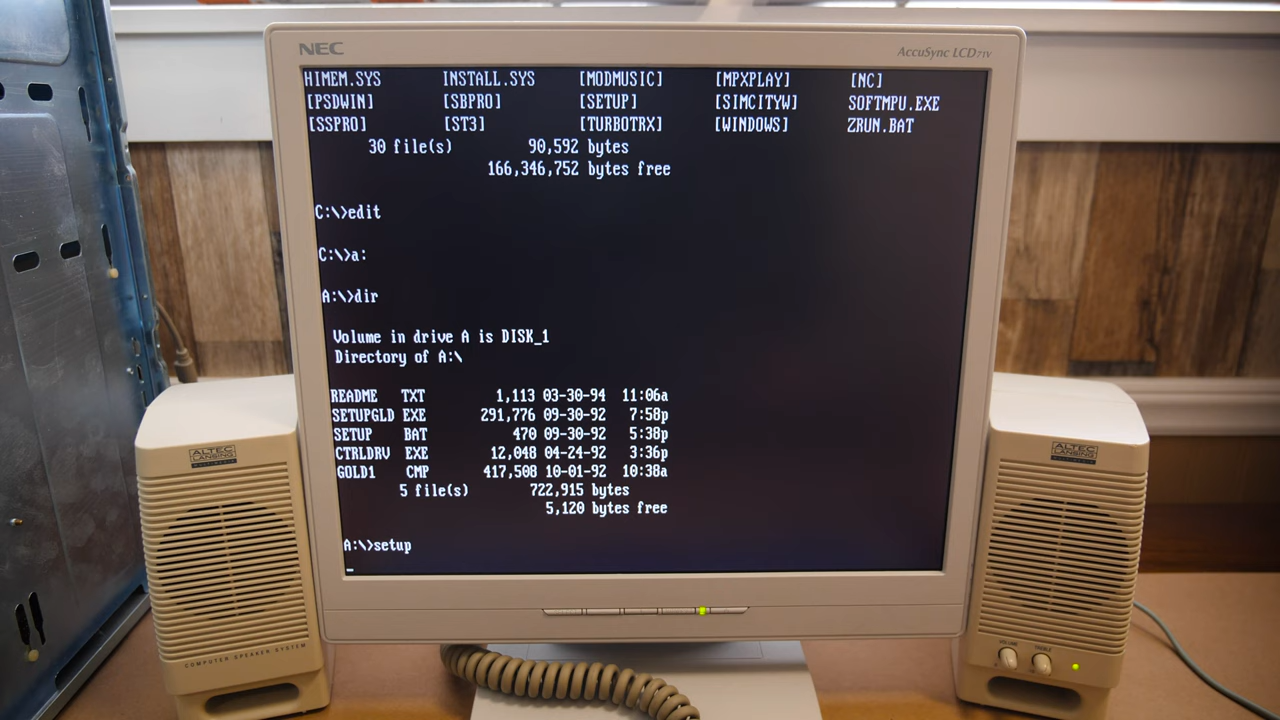 NEC
AccuSync LCD71V
HIMEM.SYS INSTALL.SYS [MODMUSIC] [MPXPLAY] [NC]
[PSDWIN] [SBPRO] [SETUP] [SIMCITYW] SOFTMPU.EXE
[SSPRO] [ST3] [TURBOTRX] [WINDOWS] ZRUN.BAT
30 file(s) 90,592 bytes
166,346,752 bytes free
C:\>edit
C:\>a:
A:\>dir
Volume in drive A is DISK_1
Directory of A:\
README TXT 1,113 03-30-94 11:06a
SETUPGLD EXE 291,776 09-30-92 7:58p
SETUP BAT 470 09-30-92 5:38p
CTRLDRV EXE 12,048 04-24-92 3:36p
GOLD1 CMP 417,508 10-01-92 10:38a
5 file(s) 722,915 bytes
5,120 bytes free
A:\>setup
ALTEC
LANSING
MULTIMEDIA
COMPUTER SPEAKER SYSTEM
ALTEC
LANSING
MULTIMEDIA
VOLUME TREBLE